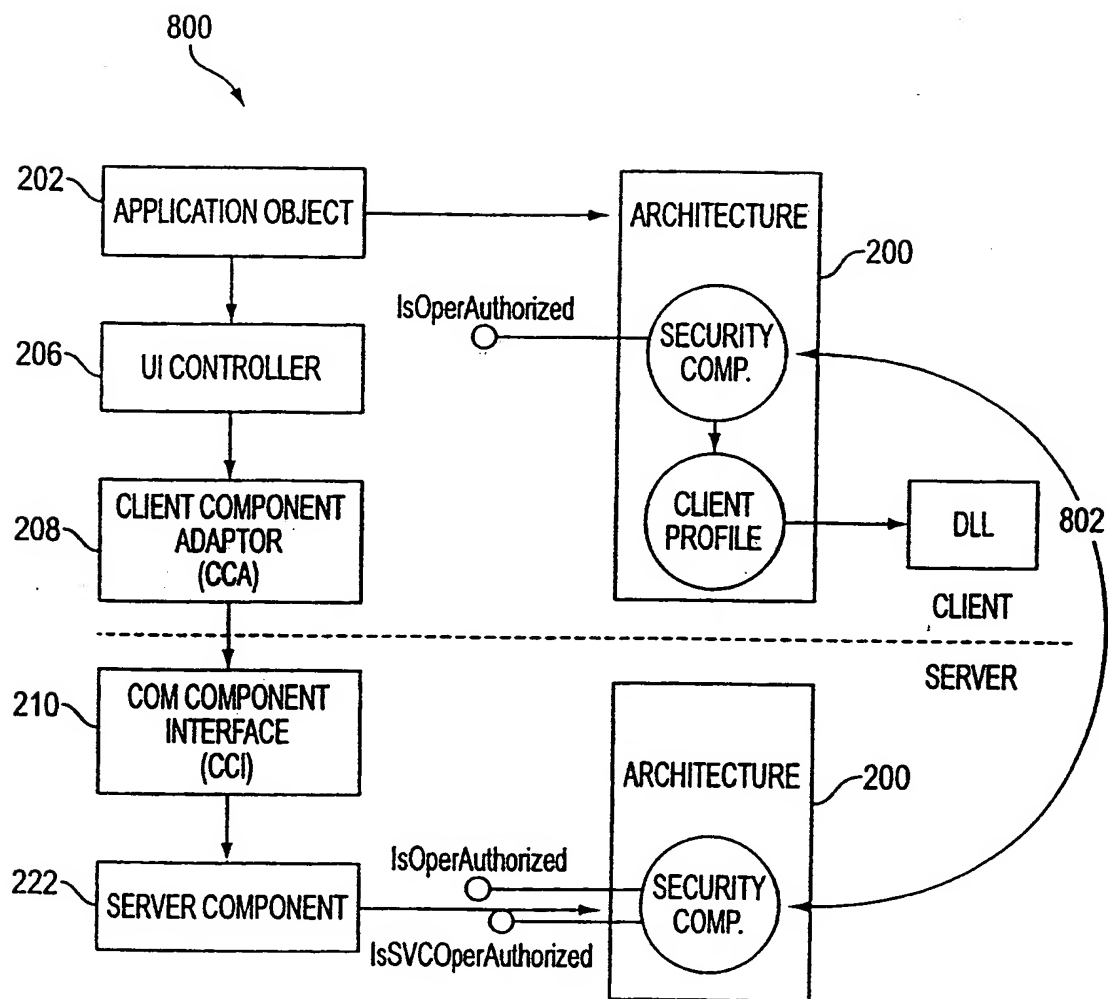 800
202
APPLICATION OBJECT
ARCHITECTURE
200
IsOperAuthorized
SECURITY
COMP.
206
UI CONTROLLER
208
CLIENT COMPONENT
ADAPTOR
(CCA)
CLIENT
PROFILE
DLL
802
CLIENT
SERVER
210
COM COMPONENT
INTERFACE
(CCI)
ARCHITECTURE
200
222
SERVER COMPONENT
IsOperAuthorized
IsSVCOperAuthorized
SECURITY
COMP.